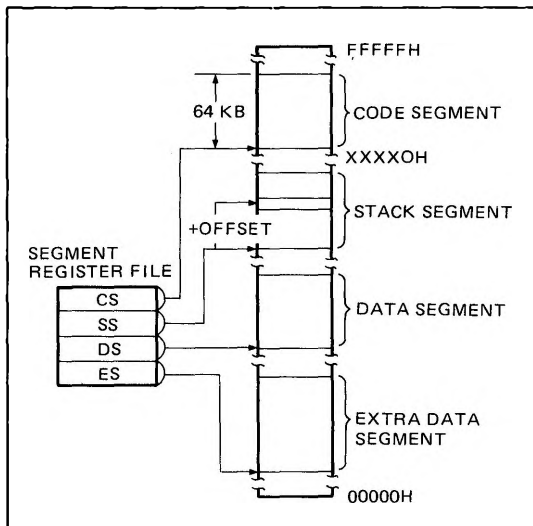 FFFFFH
64 KB
CODE SEGMENT
XXXXOH
STACK SEGMENT
+OFFSET
SEGMENT
REGISTER FILE
CS
SS
DS
ES
DATA SEGMENT
EXTRA DATA
SEGMENT
00000H